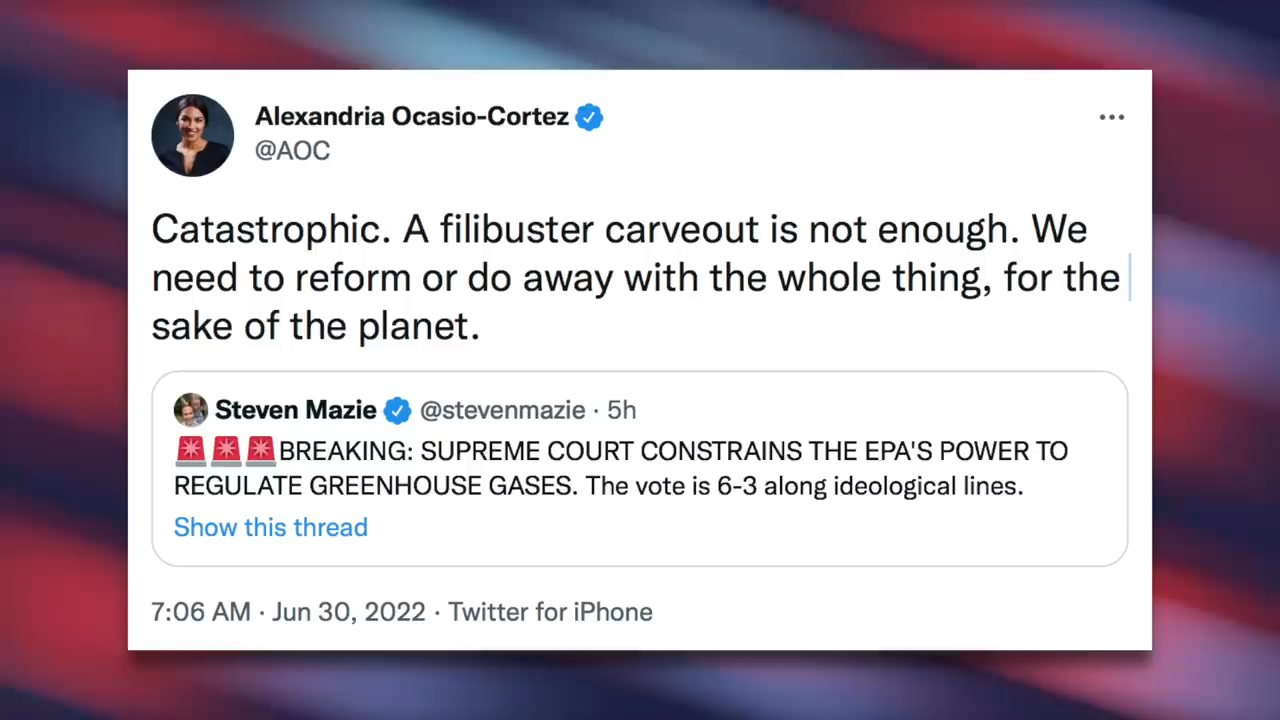 Alexandria Ocasio-Cortez
@AOC
Catastrophic. A filibuster carveout is not enough. We
need to reform or do away with the whole thing, for the
sake of the planet.
Steven Mazie @stevenmazie · 5h
🚨🚨🚨BREAKING: SUPREME COURT CONSTRAINS THE EPA'S POWER TO
REGULATE GREENHOUSE GASES. The vote is 6-3 along ideological lines.
Show this thread
7:06 AM · Jun 30, 2022 · Twitter for iPhone